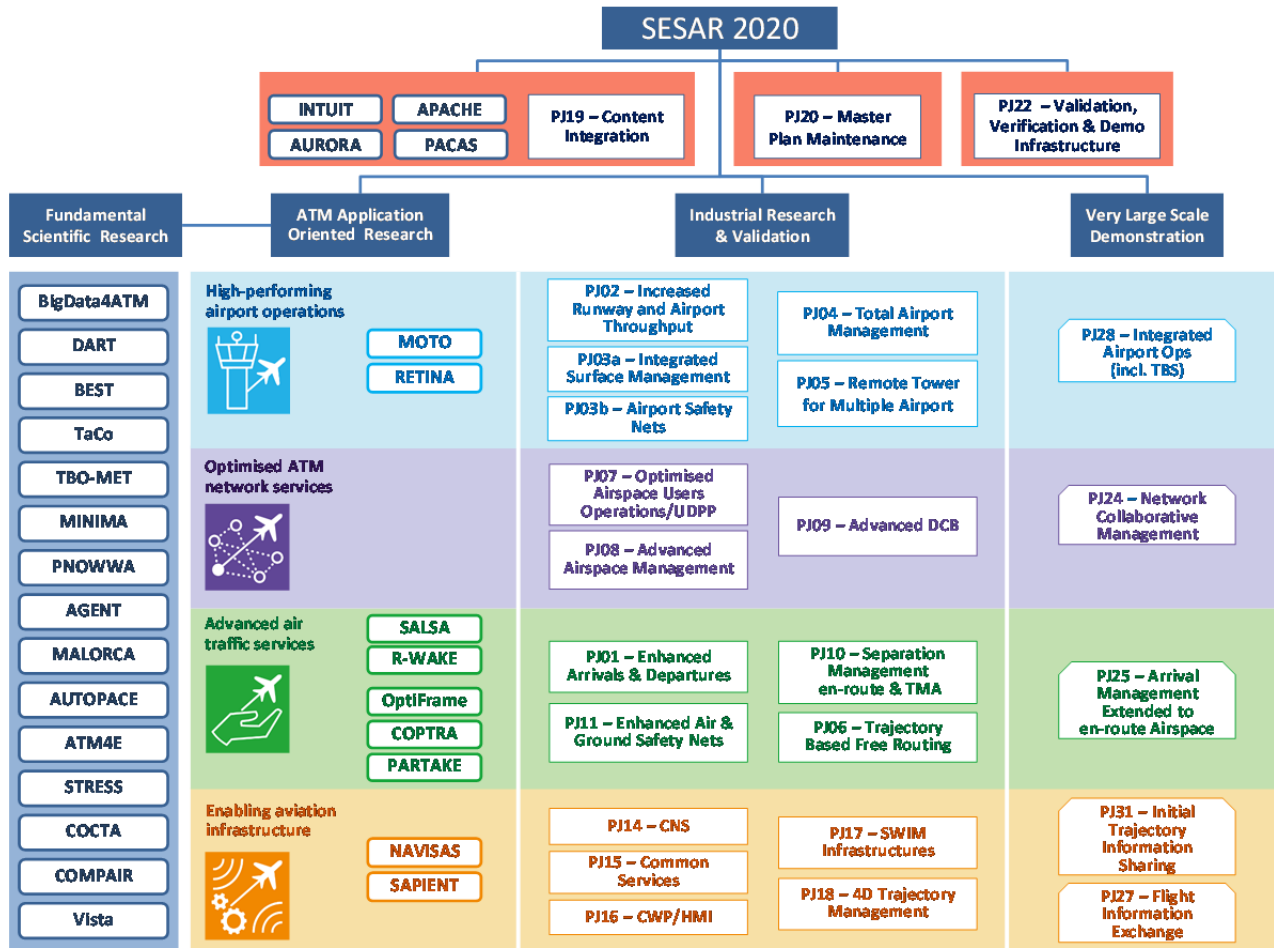 SESAR 2020
INTUIT
APACHE
AURORA
PACAS
PJ19 – Content
Integration
PJ20 – Master
Plan Maintenance
PJ22 – Validation,
Verification & Demo
Infrastructure
Fundamental
Scientific Research
ATM Application
Oriented Research
Industrial Research
& Validation
Very Large Scale
Demonstration
BigData4ATM
DART
BEST
TaCo
TBO-MET
MINIMA
PNOWWA
AGENT
MALORCA
AUTOPACE
ATM4E
STRESS
COCTA
COMPAIR
Vista
High-performing
airport operations
MOTO
RETINA
PJ02 – Increased
Runway and Airport
Throughput
PJ03a – Integrated
Surface Management
PJ03b – Airport Safety
Nets
PJ04 – Total Airport
Management
PJ05 – Remote Tower
for Multiple Airport
PJ28 – Integrated
Airport Ops
(incl. TBS)
Optimised ATM
network services
PJ07 – Optimised
Airspace Users
Operations/UDPP
PJ08 – Advanced
Airspace Management
PJ09 – Advanced DCB
PJ24 – Network
Collaborative
Management
Advanced air
traffic services
SALSA
R-WAKE
OptiFrame
COPTRA
PARTAKE
PJ01 – Enhanced
Arrivals & Departures
PJ11 – Enhanced Air &
Ground Safety Nets
PJ10 – Separation
Management
en-route & TMA
PJ06 – Trajectory
Based Free Routing
PJ25 – Arrival
Management
Extended to
en-route Airspace
Enabling aviation
infrastructure
NAVISAS
SAPIENT
PJ14 – CNS
PJ15 – Common
Services
PJ16 – CWP/HMI
PJ17 – SWIM
Infrastructures
PJ18 – 4D Trajectory
Management
PJ31 – Initial
Trajectory
Information
Sharing
PJ27 – Flight
Information
Exchange